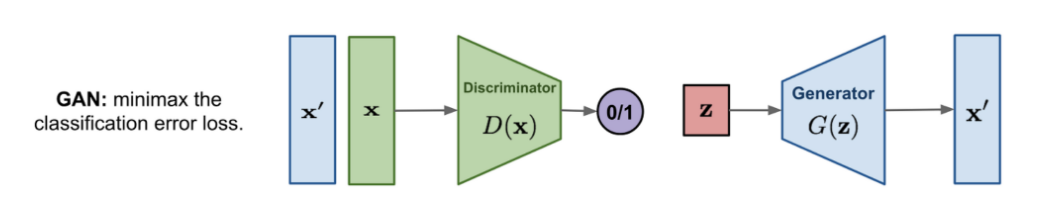 GAN: minimax the
classification error loss.
x′
x
Discriminator
D(x)
0/1
z
Generator
G(z)
x′